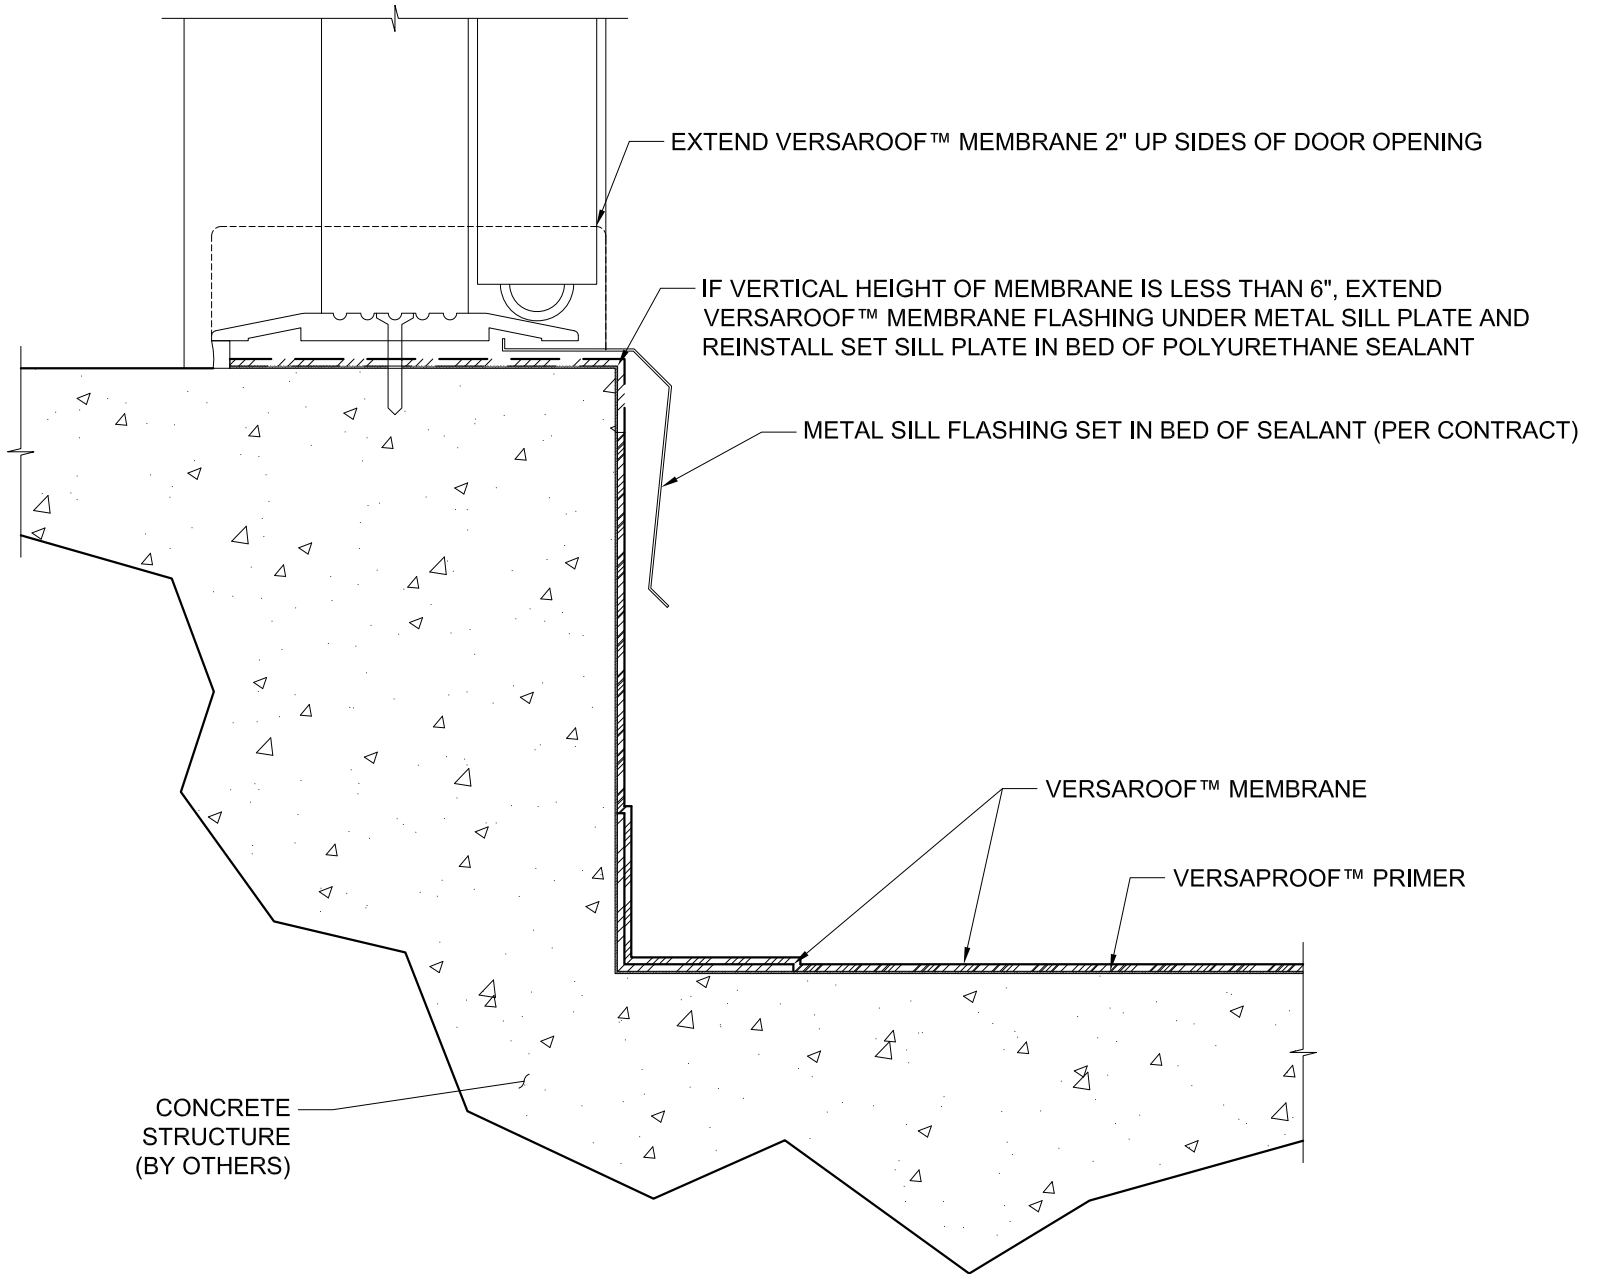 EXTEND VERSAROOF™ MEMBRANE 2" UP SIDES OF DOOR OPENING
IF VERTICAL HEIGHT OF MEMBRANE IS LESS THAN 6", EXTEND
VERSAROOF™ MEMBRANE FLASHING UNDER METAL SILL PLATE AND
REINSTALL SET SILL PLATE IN BED OF POLYURETHANE SEALANT
METAL SILL FLASHING SET IN BED OF SEALANT (PER CONTRACT)
VERSAROOF™ MEMBRANE
VERSAPROOF™ PRIMER
CONCRETE
STRUCTURE
(BY OTHERS)